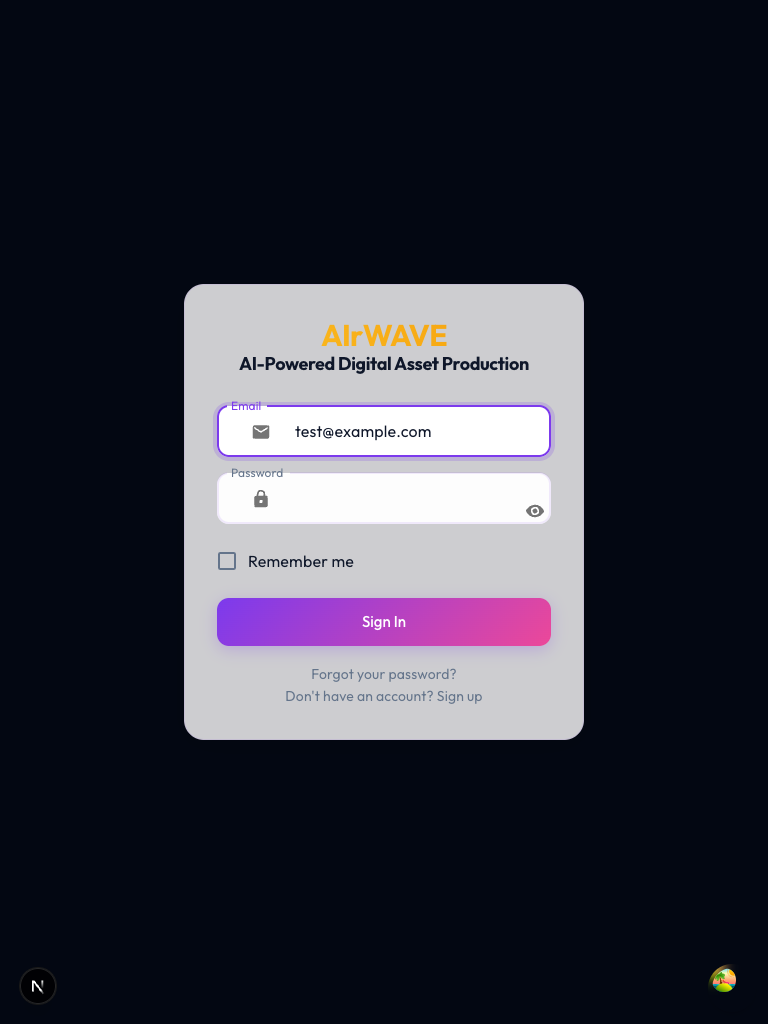 AIrWAVE
AI-Powered Digital Asset Production
Email
test@example.com
Password
Remember me
Sign In
Forgot your password?
Don't have an account? Sign up
N